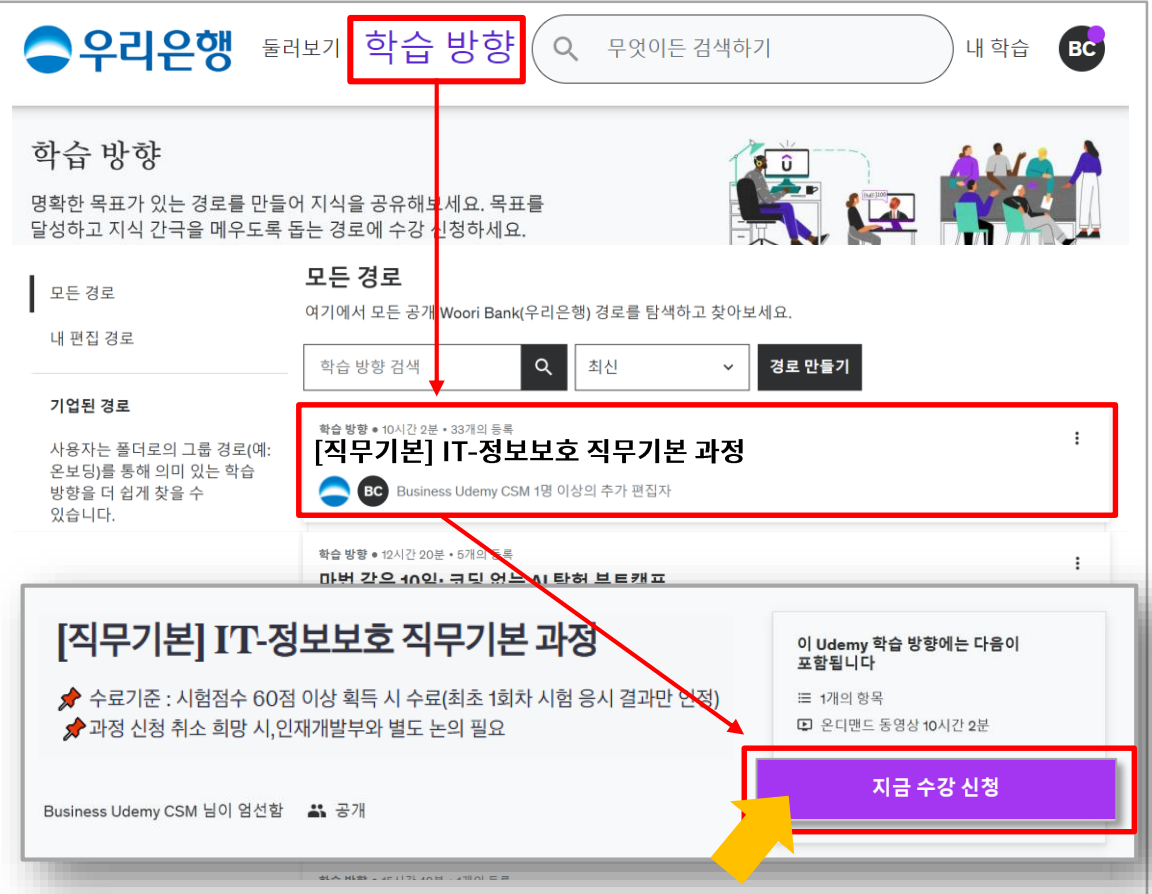 우리은행
둘러보기
학습 방향
무엇이든 검색하기
내 학습
BC
학습 방향
명확한 목표가 있는 경로를 만들어 지식을 공유해보세요. 목표를
달성하고 지식 간극을 메우도록 돕는 경로에 수강 신청하세요.
모든 경로
내 편집 경로
기업된 경로
사용자는 폴더로의 그룹 경로(예:
온보딩)를 통해 의미 있는 학습
방향을 더 쉽게 찾을 수
있습니다.
모든 경로
여기에서 모든 공개 Woori Bank(우리은행) 경로를 탐색하고 찾아보세요.
학습 방향 검색
최신
경로 만들기
학습 방향 • 10시간 2분 • 33개의 등록
[직무기본] IT-정보보호 직무기본 과정
BC Business Udemy CSM 1명 이상의 추가 편집자
학습 방향 • 12시간 20분 • 5개의 등록
마법 같은 10일: 코딩 없는 AI 탐험 부트캠프
[직무기본] IT-정보보호 직무기본 과정
📌 수료기준 : 시험점수 60점 이상 획득 시 수료(최초 1회차 시험 응시 결과만 인정)
📌과정 신청 취소 희망 시,인재개발부와 별도 논의 필요
Business Udemy CSM 님이 엄선함
공개
이 Udemy 학습 방향에는 다음이
포함됩니다
1개의 항목
온디맨드 동영상 10시간 2분
지금 수강 신청